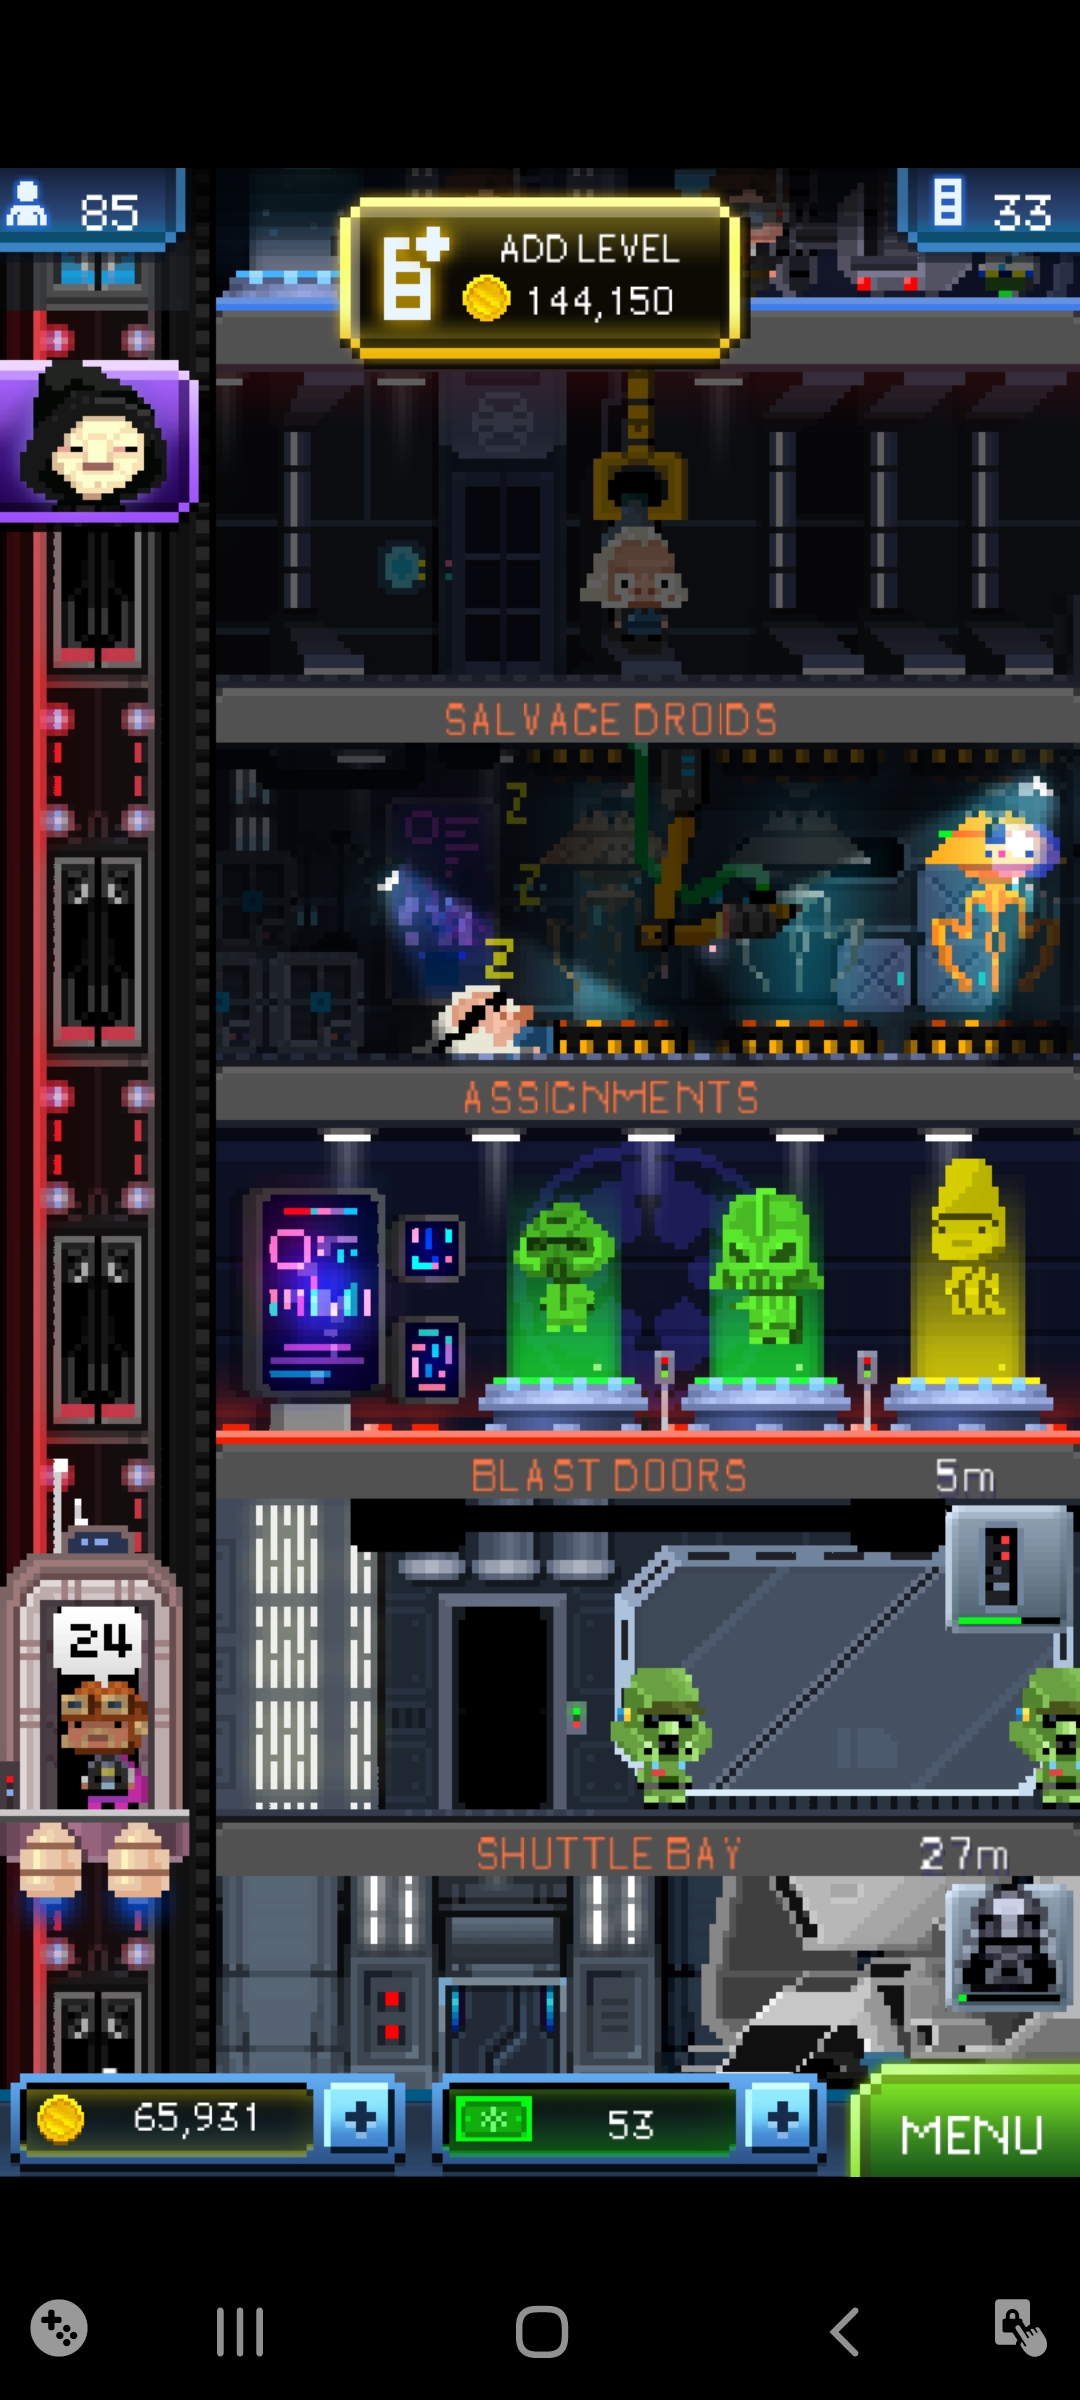 85
33
ADD LEVEL
144,150
SALVAGE DROIDS
Z
Z
Z
ASSIGNMENTS
BLAST DOORS 5m
24
SHUTTLE BAY 27m
65,931 +
53 +
MENU